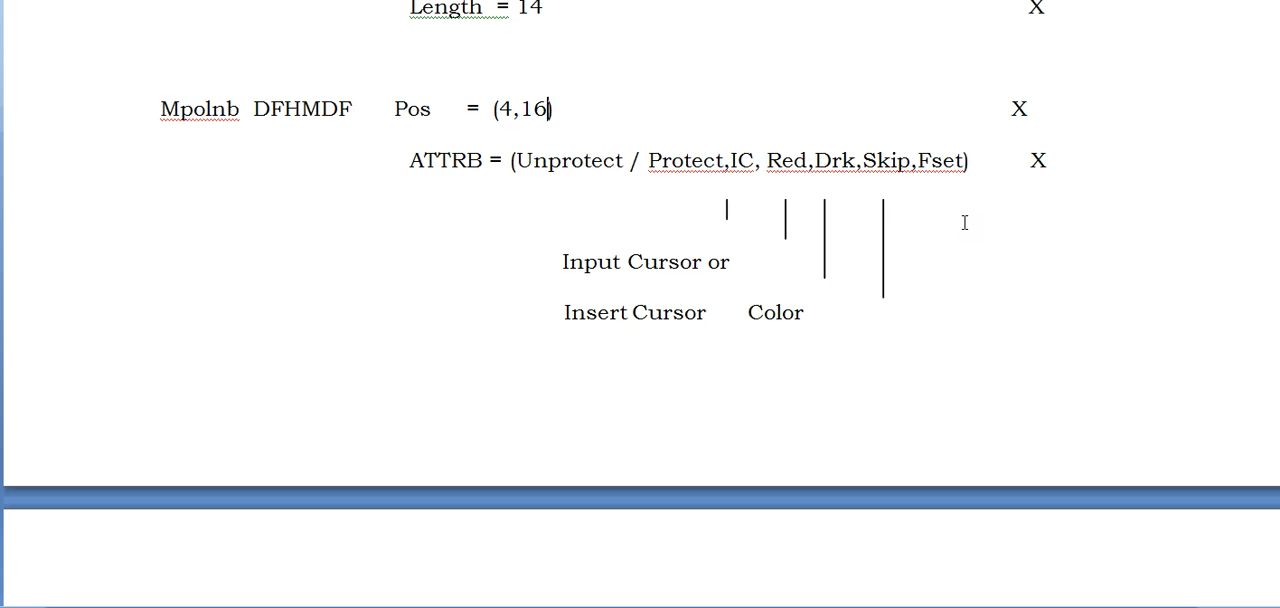 Length = 14 X
Mpolnb DFHMDF Pos = (4,16) X
ATTRB = (Unprotect / Protect,IC, Red,Drk,Skip,Fset) X
Input Cursor or
Insert Cursor Color